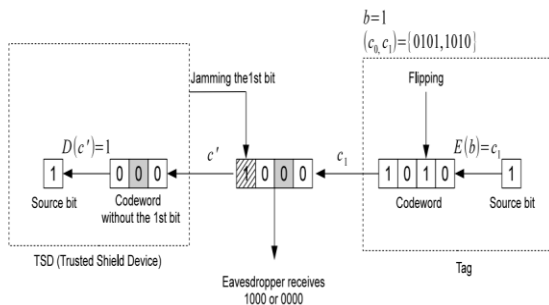 b=1
(c0, c1)={0101,1010}
Jamming the1st bit
Flipping
D(c')=1
c'
c1
E(b)=c1
1
0 0 0
1 0 0 0
1 0 1 0
1
Source bit
Codeword
without the 1st bit
Codeword
Source bit
TSD (Trusted Shield Device)
Eavesdropper receives
1000 or 0000
Tag